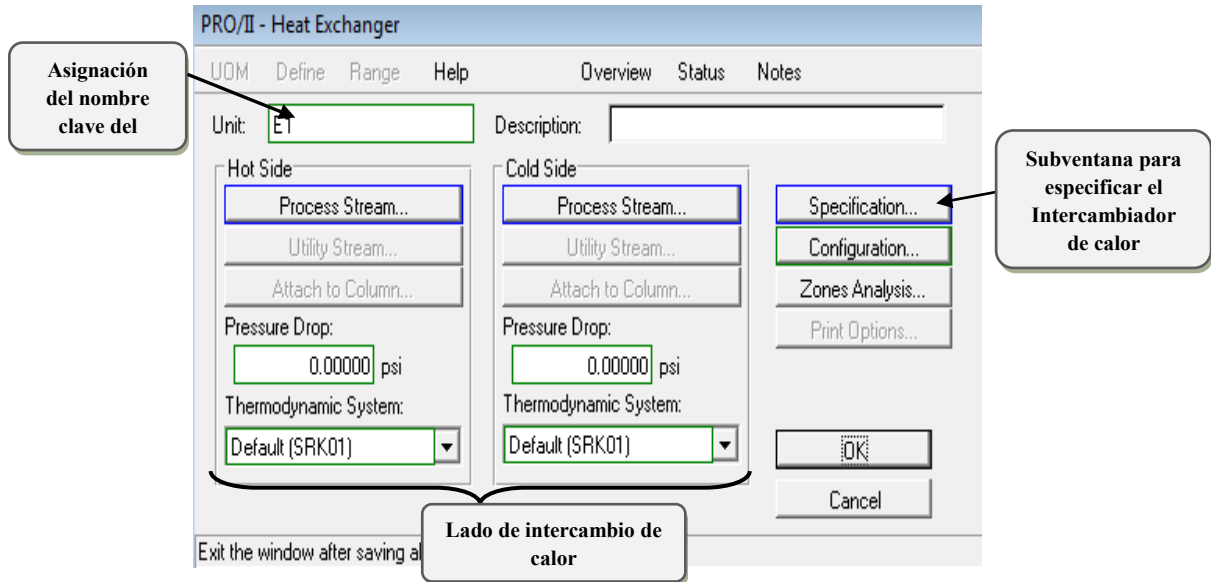 PRO/II - Heat Exchanger
UOM Define Range Help Overview Status Notes
Asignación
del nombre
clave del
Unit: E1 Description:
Hot Side
Cold Side
Process Stream...
Process Stream...
Specification...
Subventana para
especificar el
Intercambiador
de calor
Utility Stream...
Utility Stream...
Configuration...
Attach to Column...
Attach to Column...
Zones Analysis...
Pressure Drop:
Pressure Drop:
Print Options...
0.00000 psi
0.00000 psi
Thermodynamic System:
Thermodynamic System:
Default (SRK01)
Default (SRK01)
OK
Cancel
Lado de intercambio de
calor
Exit the window after saving